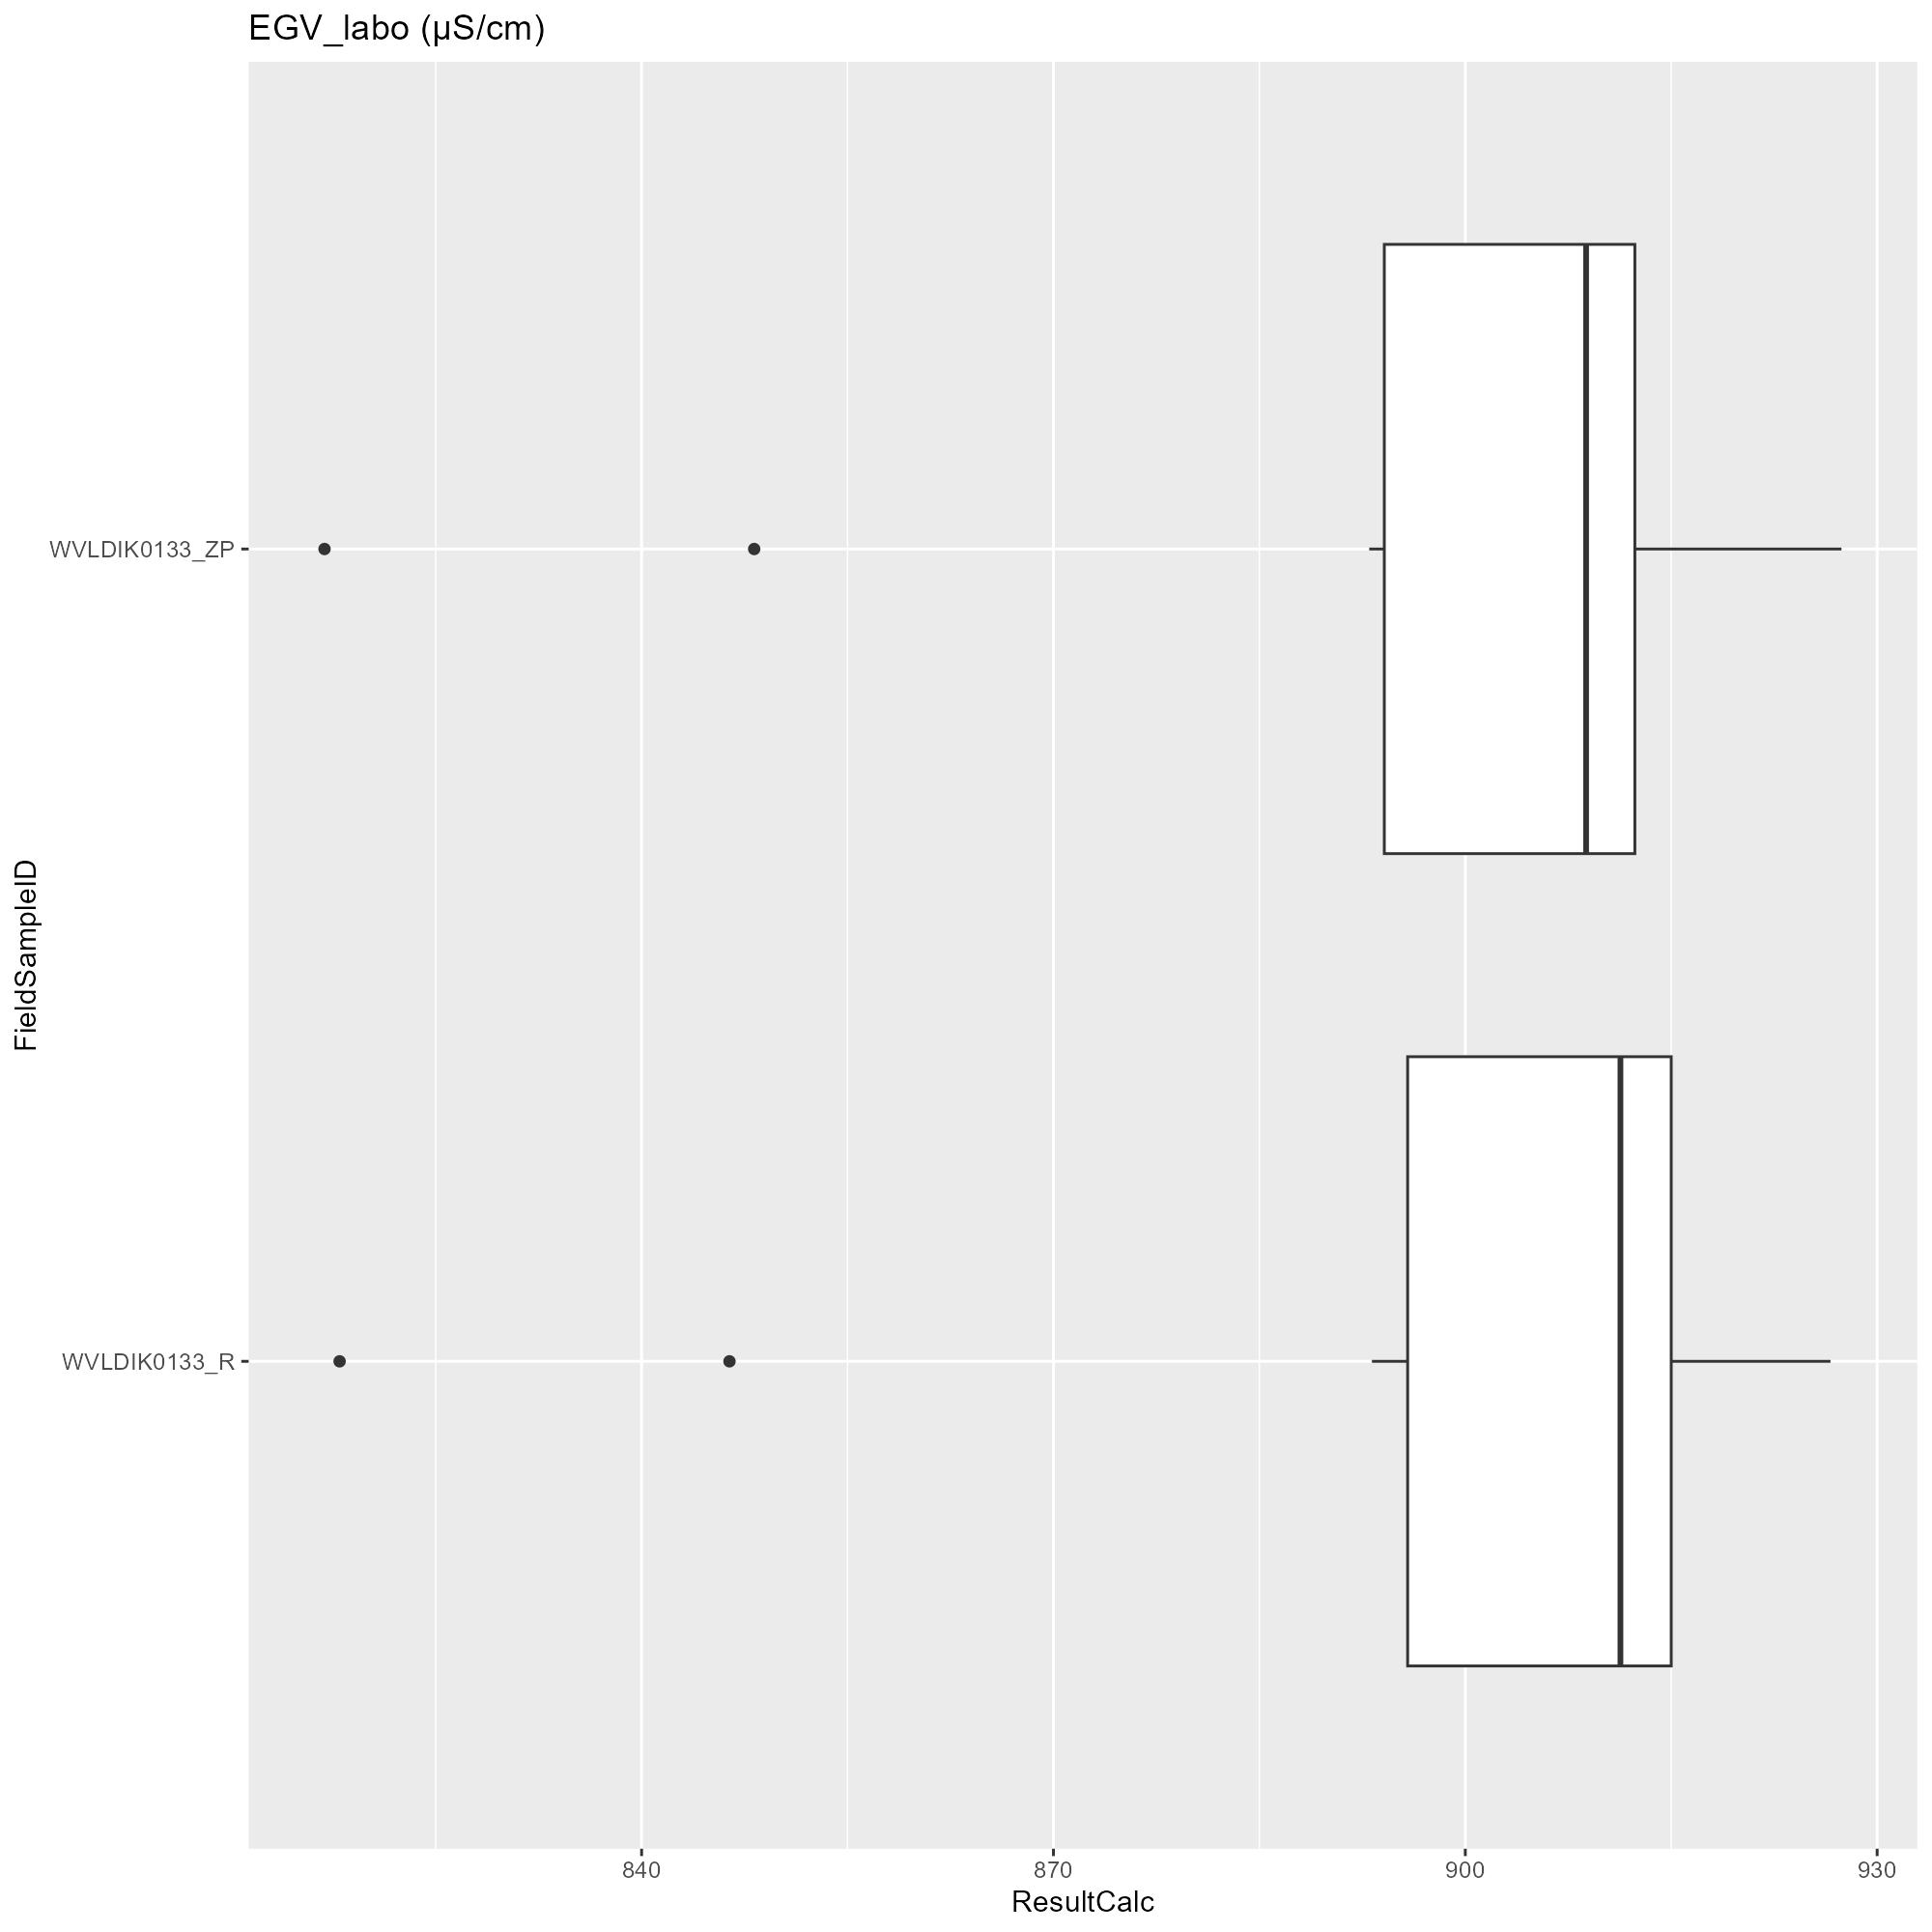 EGV_labo (µS/cm)
FieldSampleID
WVLDIK0133_ZP
WVLDIK0133_R
840 870 900 930
ResultCalc